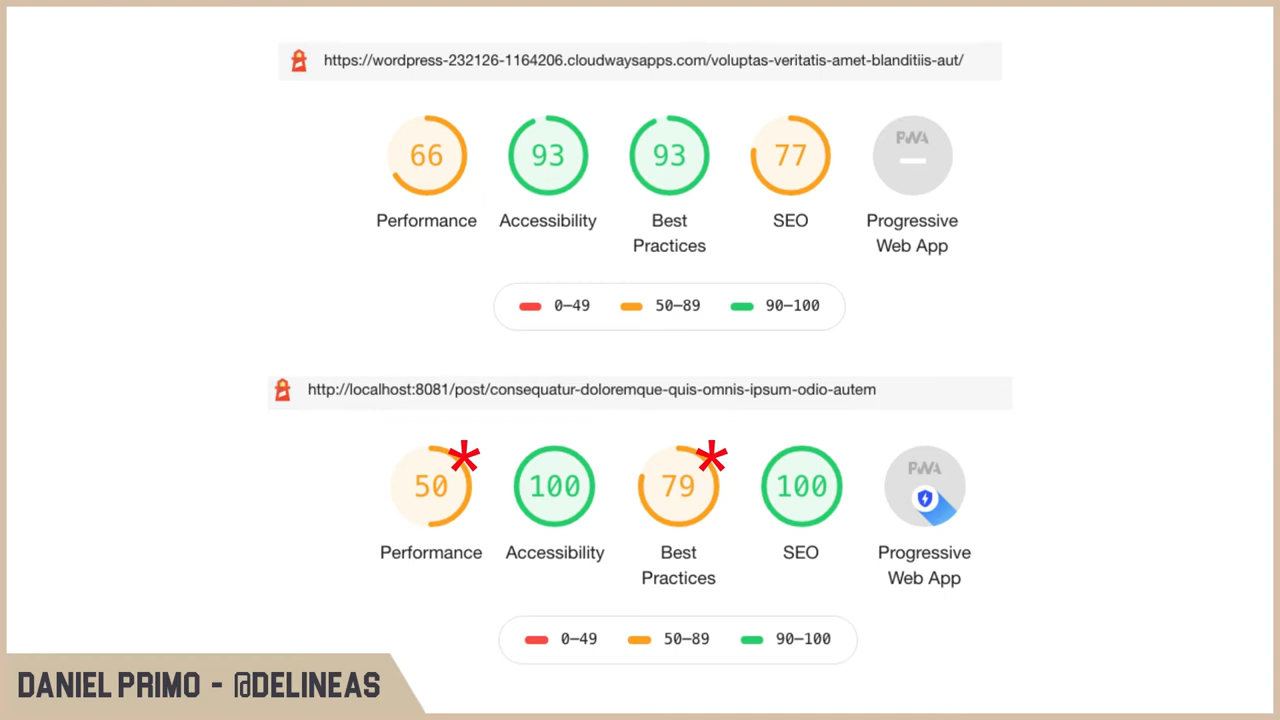 https://wordpress-232126-1164206.cloudwaysapps.com/voluptas-veritatis-amet-blanditiis-aut/
66 93 93 77 PWA
Performance Accessibility Best Practices SEO Progressive Web App
0–49 50–89 90–100
http://localhost:8081/post/consequatur-doloremque-quis-omnis-ipsum-odio-autem
50* 100 79* 100 PWA
Performance Accessibility Best Practices SEO Progressive Web App
0–49 50–89 90–100
DANIEL PRIMO - @DELINEAS